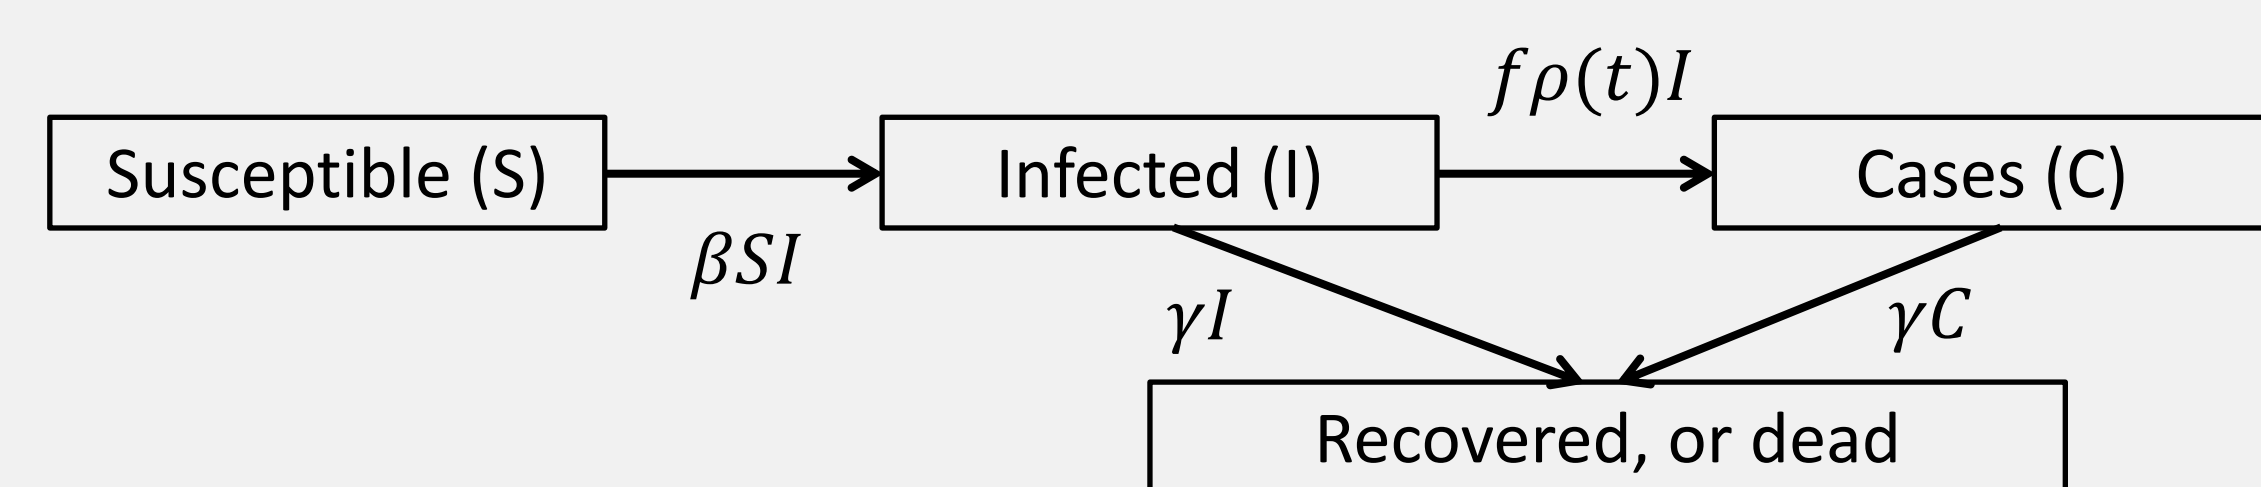 fρ(t)I
Susceptible (S)
Infected (I)
Cases (C)
βSI
γI
γC
Recovered, or dead